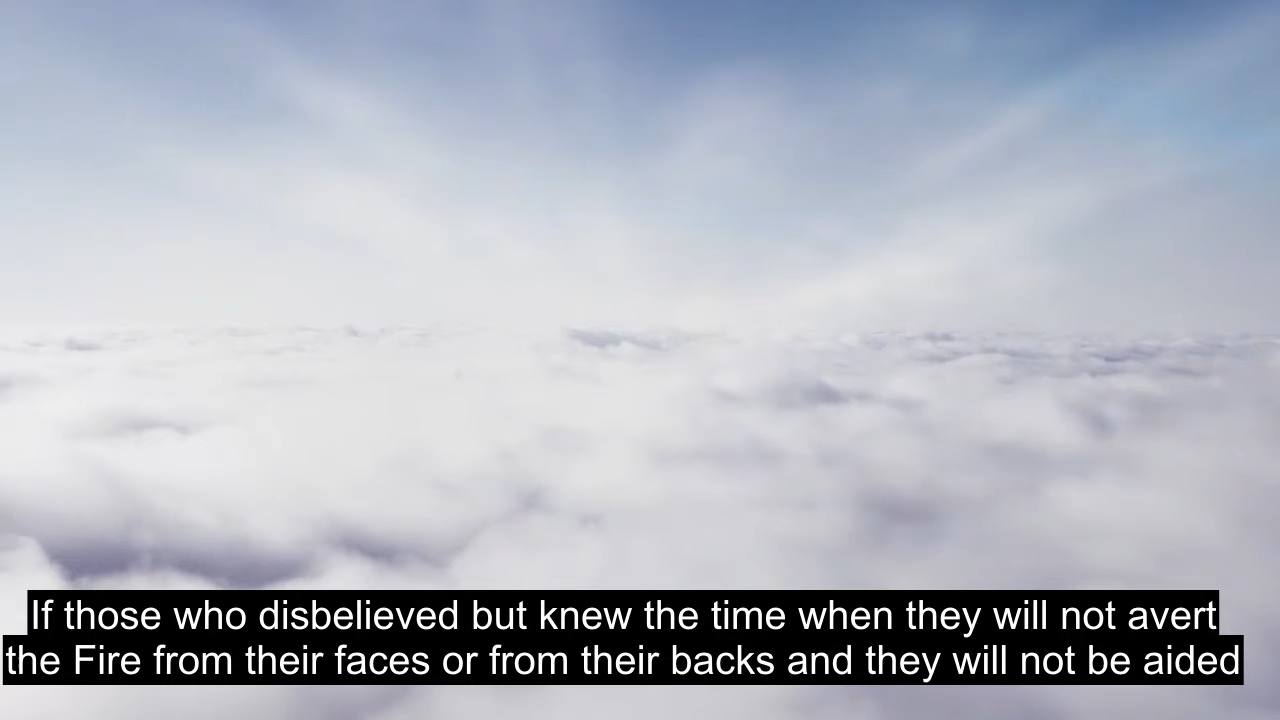 If those who disbelieved but knew the time when they will not avert
the Fire from their faces or from their backs and they will not be aided